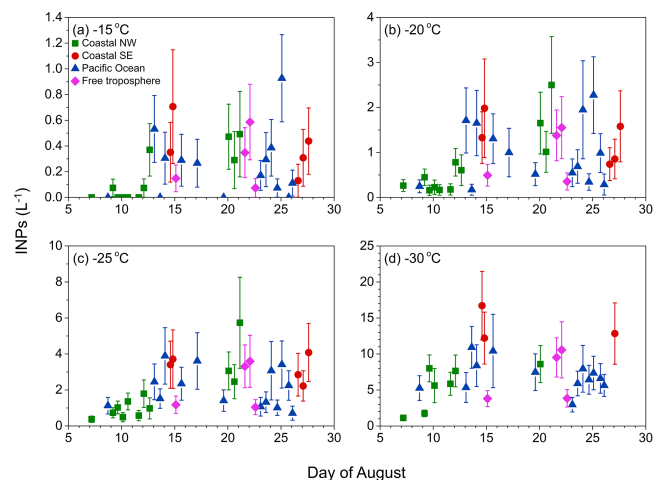 (a) -15°C
Coastal NW
Coastal SE
Pacific Ocean
Free troposphere
1.4
1.2
1.0
0.8
0.6
0.4
0.2
0.0
5 10 15 20 25 30
(b) -20°C
4
3
2
1
0
5 10 15 20 25 30
INPs (L-1)
(c) -25°C
10
8
6
4
2
0
5 10 15 20 25 30
(d) -30°C
25
20
15
10
5
0
5 10 15 20 25 30
Day of August